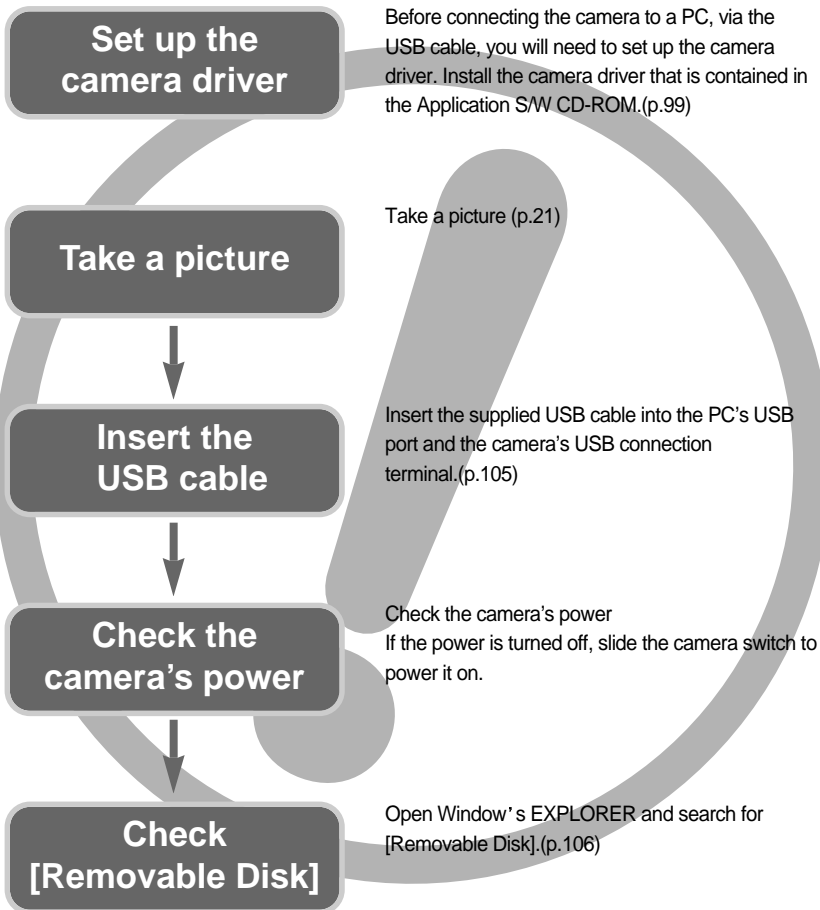 Set up the
camera driver
Before connecting the camera to a PC, via the
USB cable, you will need to set up the camera
driver. Install the camera driver that is contained in
the Application S/W CD-ROM.(p.99)
Take a picture
Take a picture (p.21)
Insert the
USB cable
Insert the supplied USB cable into the PC’s USB
port and the camera’s USB connection
terminal.(p.105)
Check the
camera’s power
Check the camera’s power
If the power is turned off, slide the camera switch to
power it on.
Check
[Removable Disk]
Open Window’s EXPLORER and search for
[Removable Disk].(p.106)